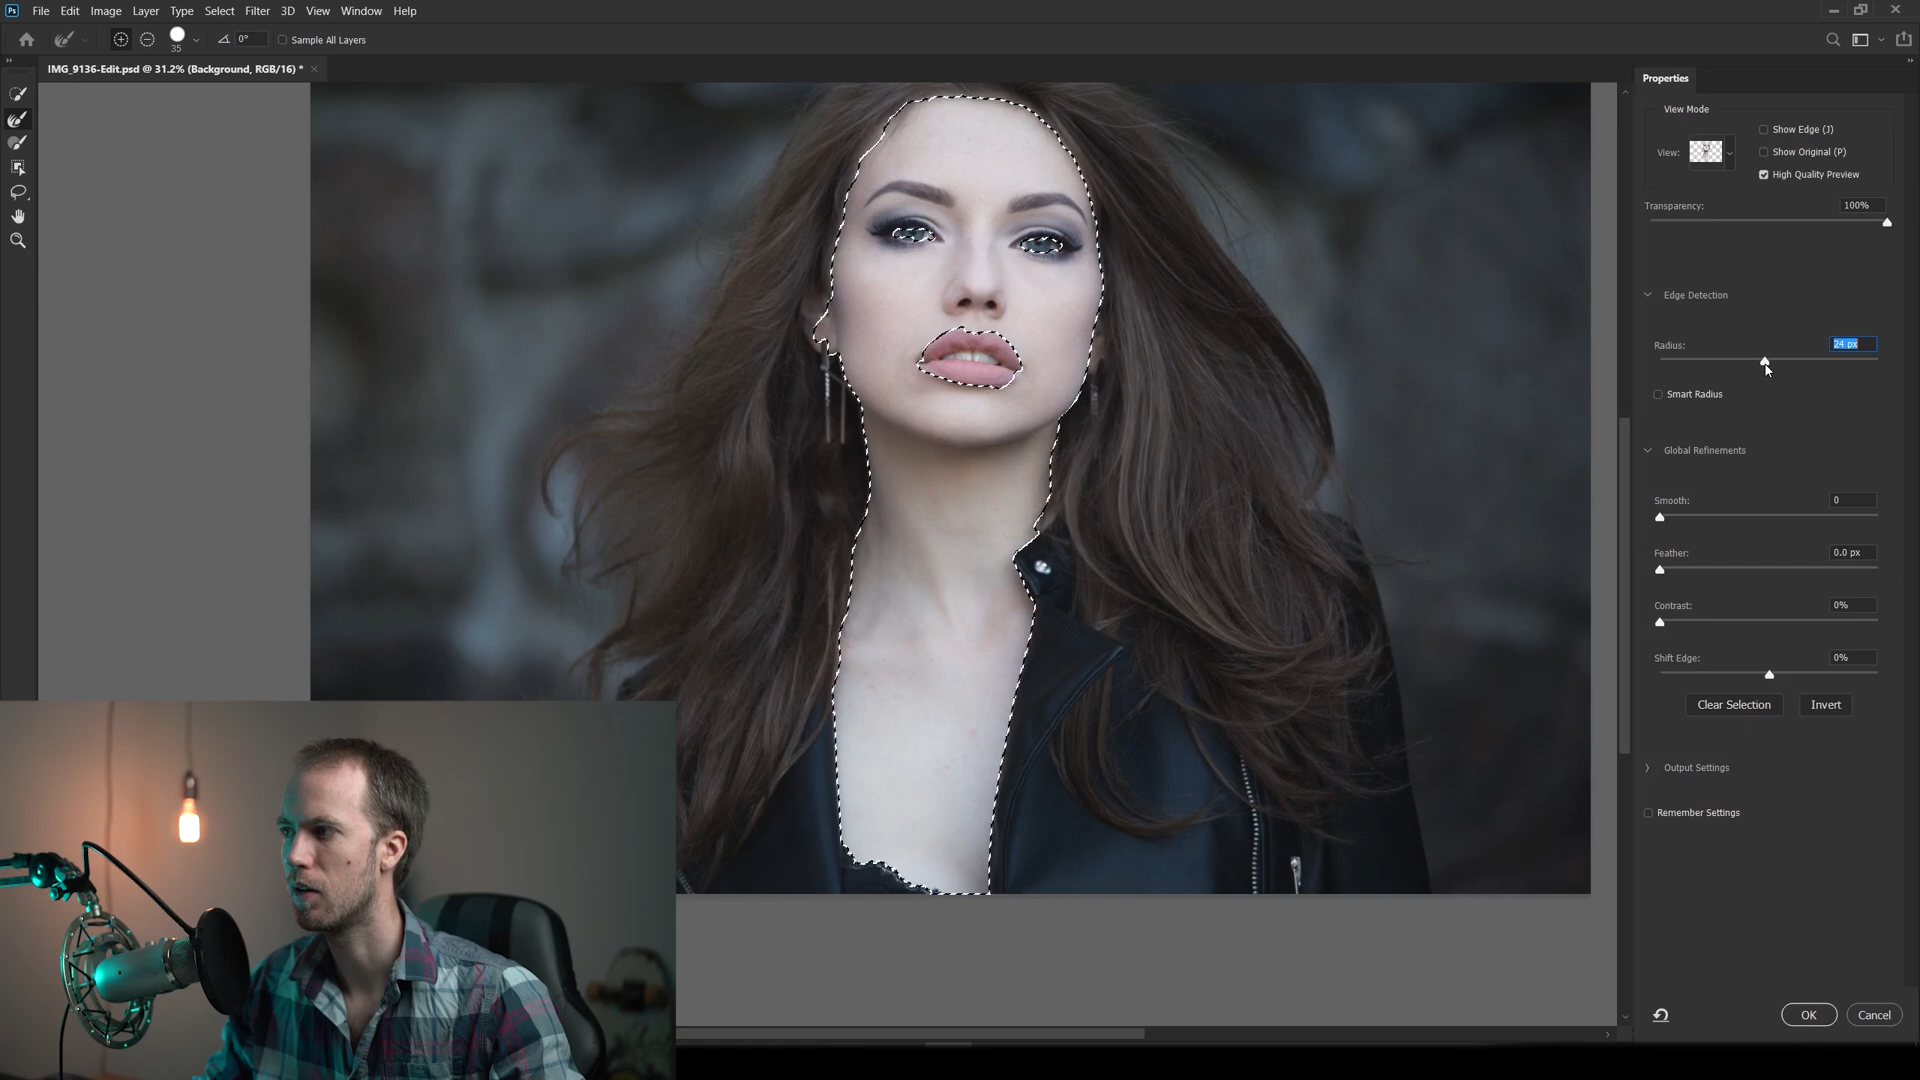 Ps File Edit Image Layer Type Select Filter 3D View Window Help
35 0° Sample All Layers
IMG_9136-Edit.psd @ 31.2% (Background, RGB/16) *
Properties
View Mode
View:
Show Edge (J)
Show Original (P)
High Quality Preview
Transparency: 100%
Edge Detection
Radius: 24 px
Smart Radius
Global Refinements
Smooth: 0
Feather: 0.0 px
Contrast: 0%
Shift Edge: 0%
Clear Selection Invert
Output Settings
Remember Settings
OK Cancel